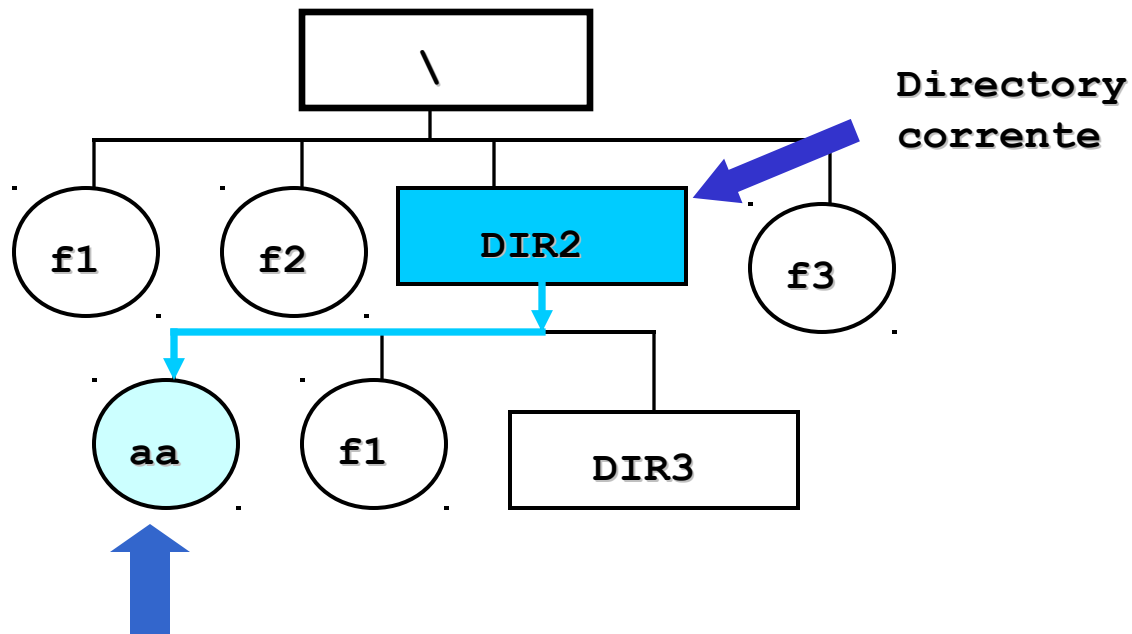 \
Directory
corrente
f1
f2
DIR2
f3
aa
f1
DIR3